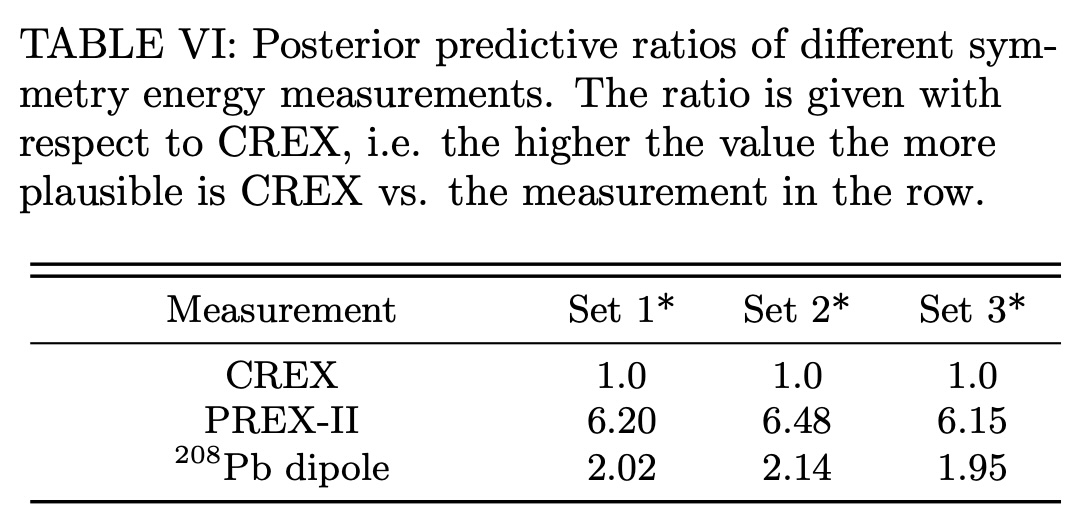 TABLE VI: Posterior predictive ratios of different sym-
metry energy measurements. The ratio is given with
respect to CREX, i.e. the higher the value the more
plausible is CREX vs. the measurement in the row.
Measurement Set 1* Set 2* Set 3*
CREX 1.0 1.0 1.0
PREX-II 6.20 6.48 6.15
²⁰⁸Pb dipole 2.02 2.14 1.95